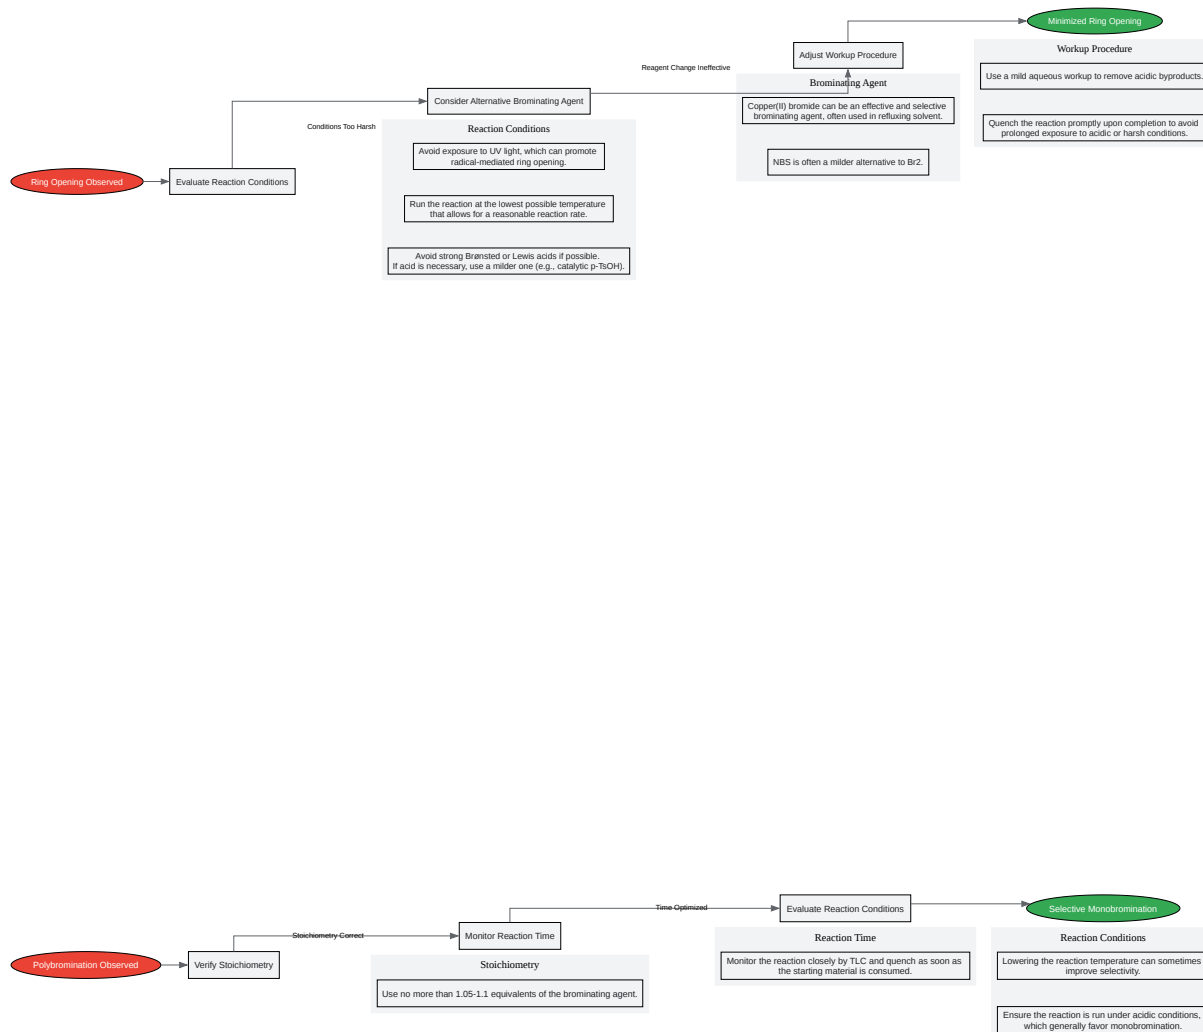 Minimized Ring Opening
Adjust Workup Procedure
Workup Procedure
Use a mild aqueous workup to remove acidic byproducts.
Quench the reaction promptly upon completion to avoid
prolonged exposure to acidic or harsh conditions.
Reagent Change Ineffective
Brominating Agent
Copper(II) bromide can be an effective and selective
brominating agent, often used in refluxing solvent.
NBS is often a milder alternative to Br2.
Consider Alternative Brominating Agent
Conditions Too Harsh
Reaction Conditions
Avoid exposure to UV light, which can promote
radical-mediated ring opening.
Run the reaction at the lowest possible temperature
that allows for a reasonable reaction rate.
Avoid strong Brønsted or Lewis acids if possible.
If acid is necessary, use a milder one (e.g., catalytic p-TsOH).
Ring Opening Observed
Evaluate Reaction Conditions
Polybromination Observed
Verify Stoichiometry
Stoichiometry Correct
Monitor Reaction Time
Stoichiometry
Use no more than 1.05-1.1 equivalents of the brominating agent.
Time Optimized
Evaluate Reaction Conditions
Reaction Time
Monitor the reaction closely by TLC and quench as soon as
the starting material is consumed.
Selective Monobromination
Reaction Conditions
Lowering the reaction temperature can sometimes
improve selectivity.
Ensure the reaction is run under acidic conditions,
which generally favor monobromination.